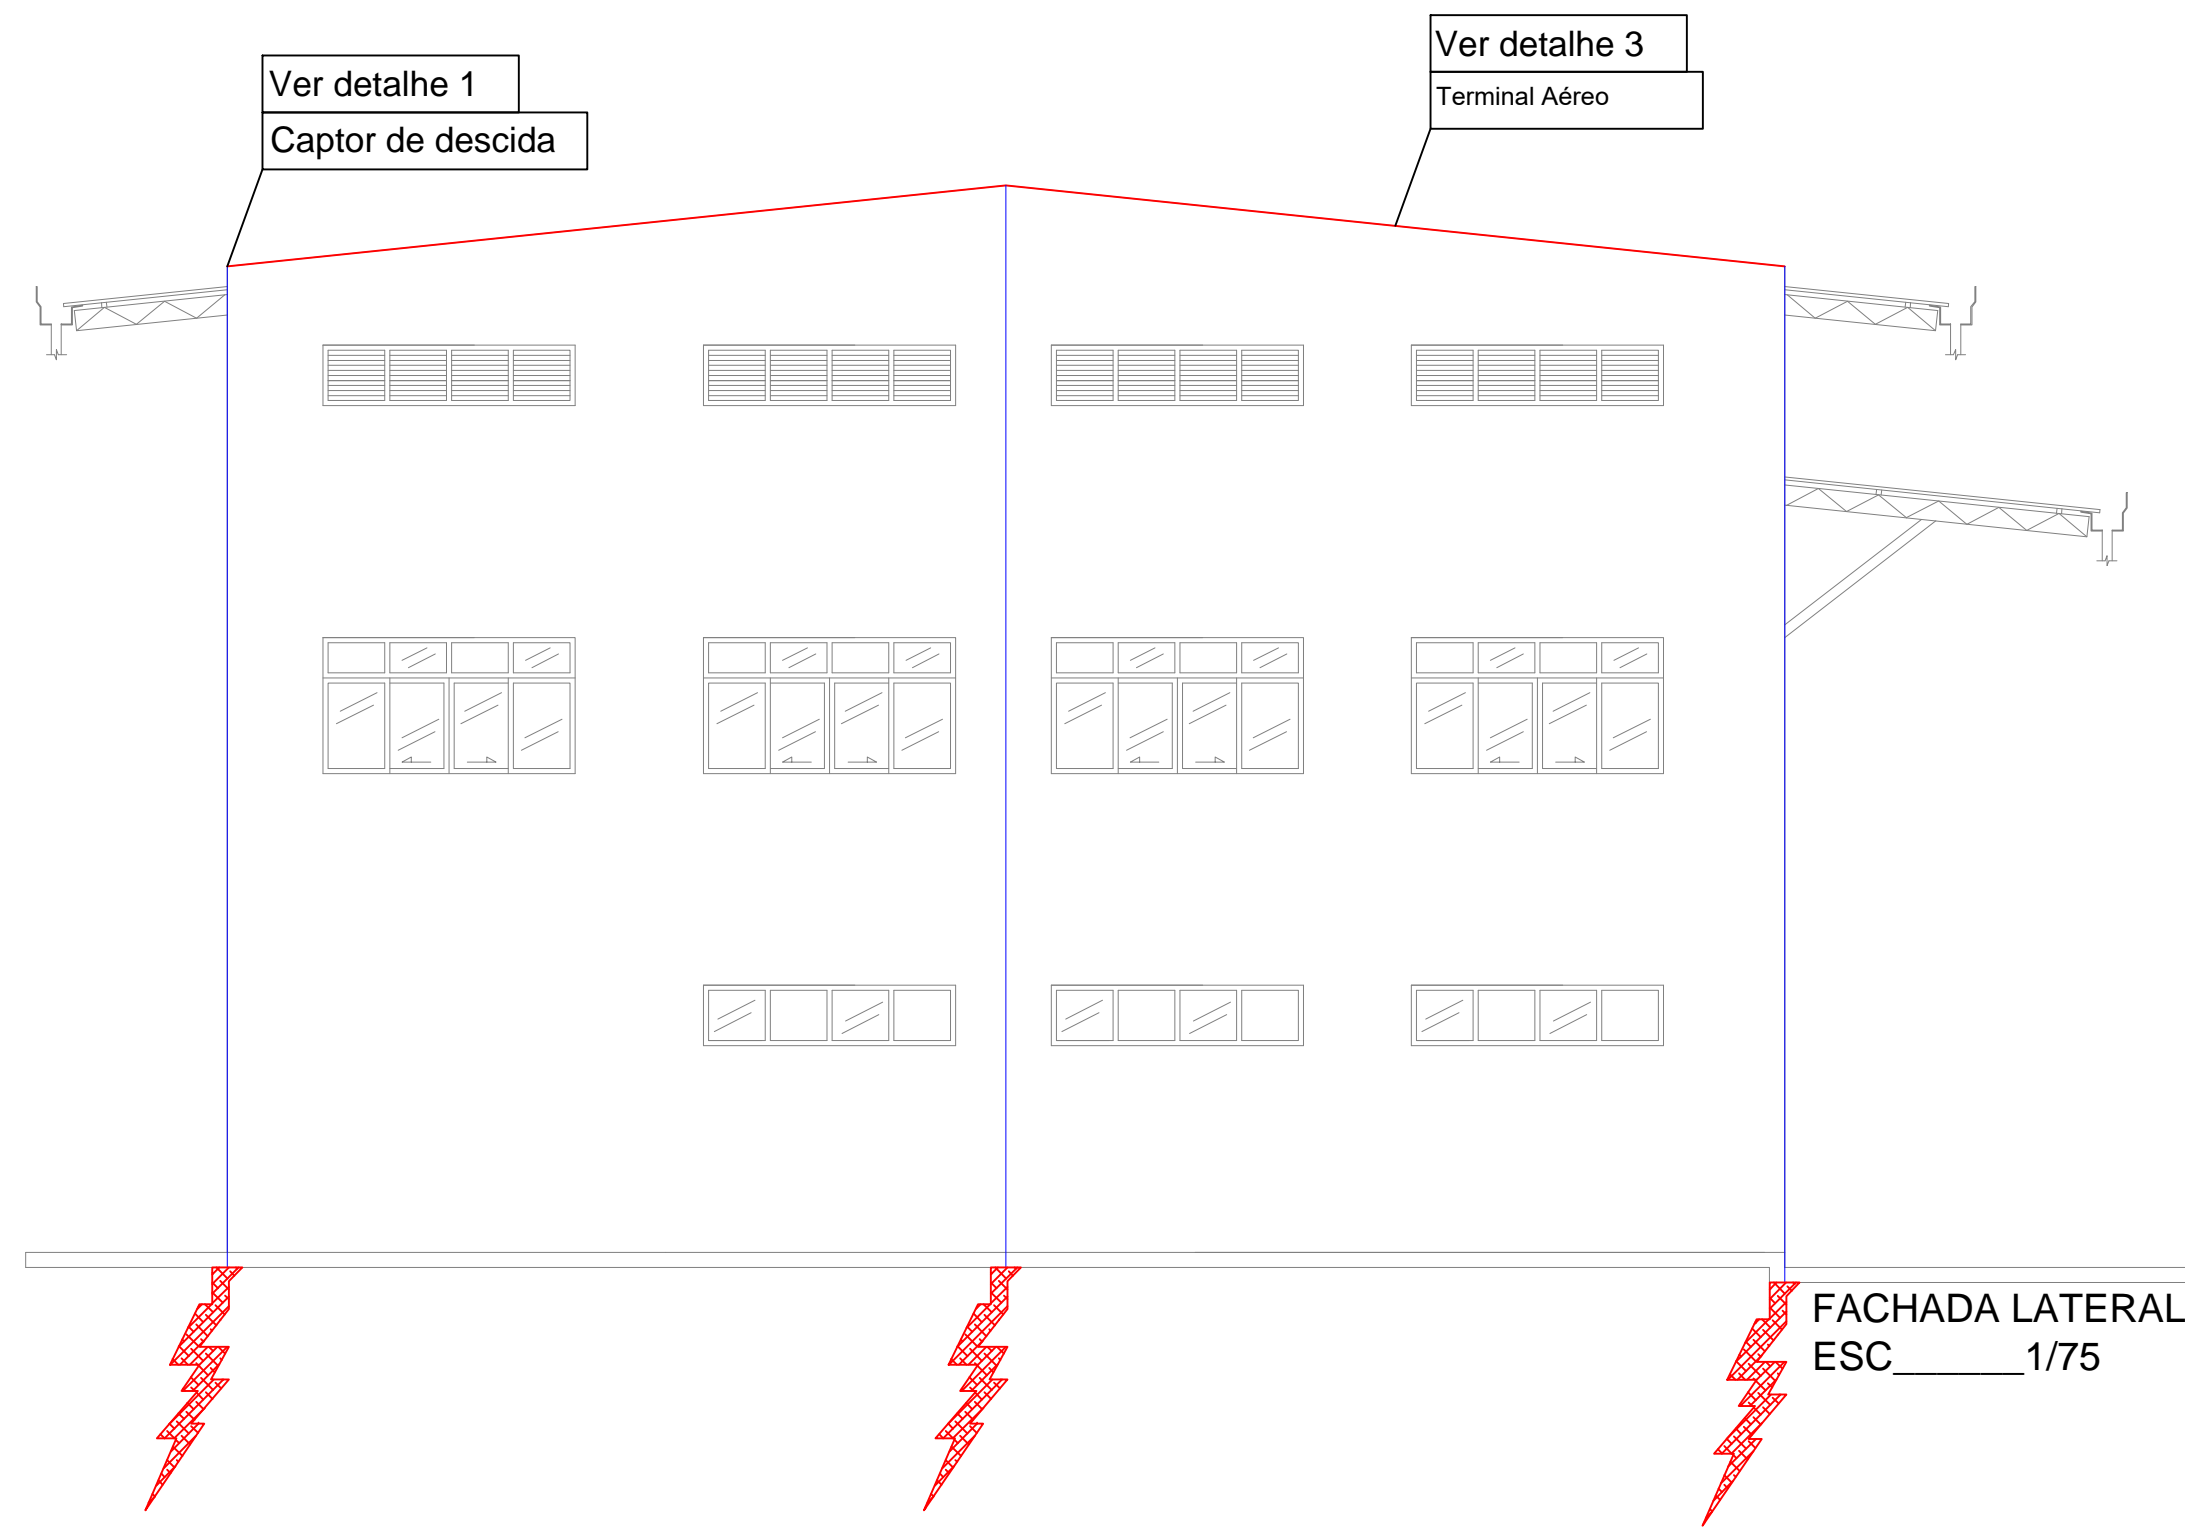 Ver detalhe 1
Captor de descida
Ver detalhe 3
Terminal Aéreo
FACHADA LATERAL
ESC______1/75